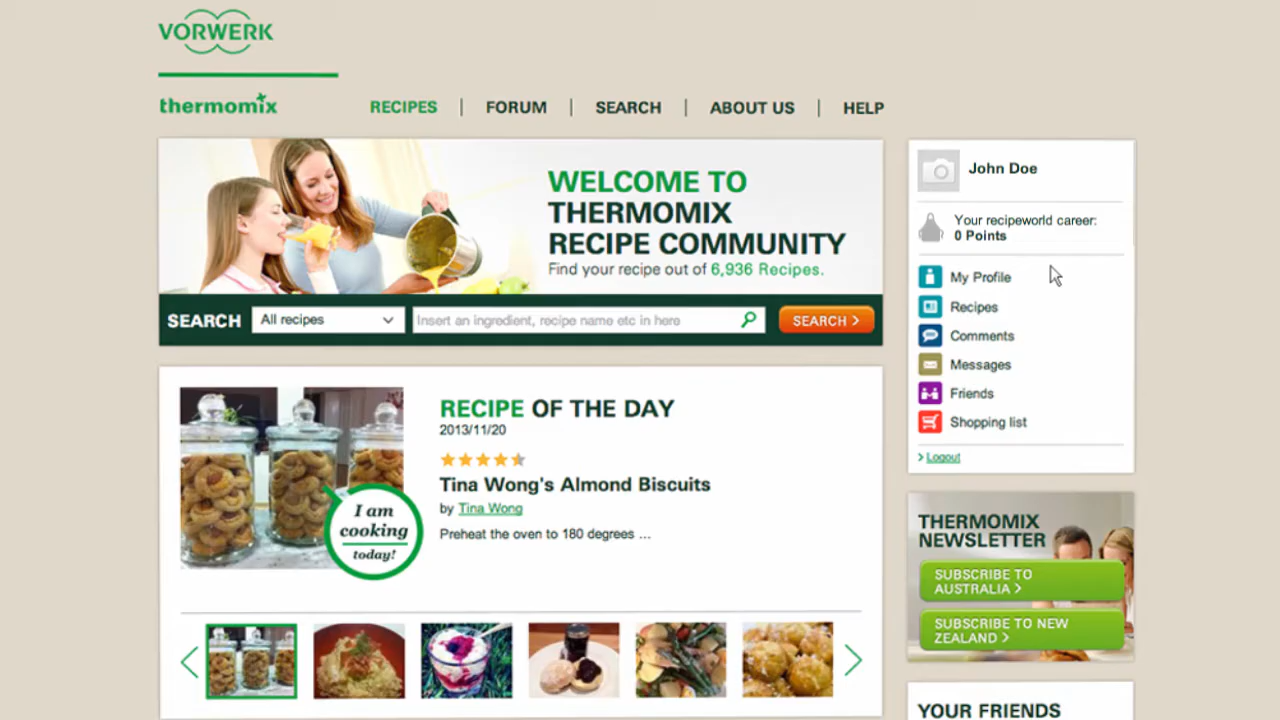 VORWERK
thermomix
RECIPES | FORUM | SEARCH | ABOUT US | HELP
WELCOME TO
THERMOMIX
RECIPE COMMUNITY
Find your recipe out of 6,936 Recipes.
SEARCH All recipes Insert an ingredient, recipe name etc in here SEARCH >
RECIPE OF THE DAY
2013/11/20
Tina Wong's Almond Biscuits
by Tina Wong
Preheat the oven to 180 degrees ...
I am
cooking
today!
John Doe
Your recipeworld career:
0 Points
My Profile
Recipes
Comments
Messages
Friends
Shopping list
> Logout
THERMOMIX
NEWSLETTER
SUBSCRIBE TO
AUSTRALIA >
SUBSCRIBE TO NEW
ZEALAND >
YOUR FRIENDS